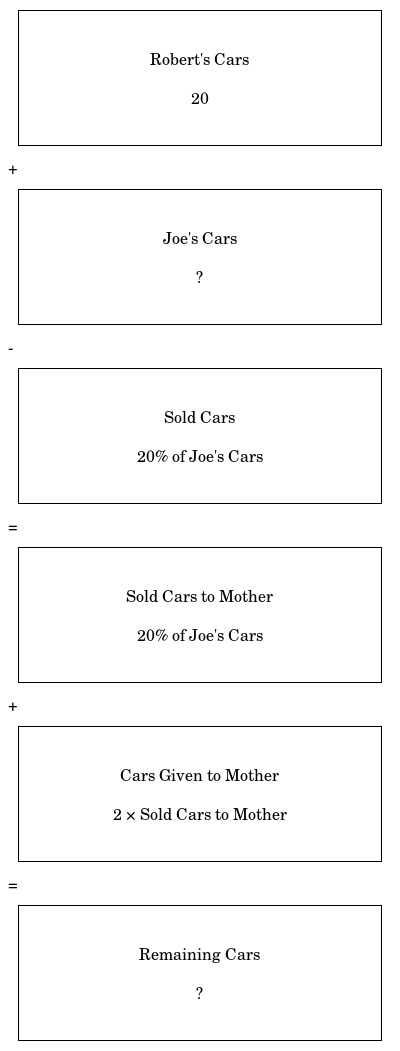 Robert's Cars
20
+
Joe's Cars
?
-
Sold Cars
20% of Joe's Cars
=
Sold Cars to Mother
20% of Joe's Cars
+
Cars Given to Mother
2 × Sold Cars to Mother
=
Remaining Cars
?